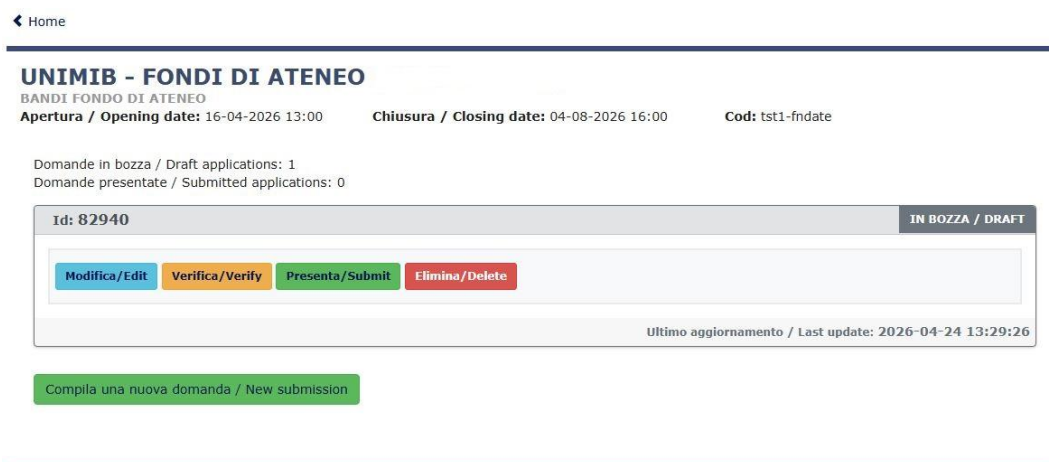 Home
UNIMIB - FONDI DI ATENEO
BANDI FONDO DI ATENEO
Apertura / Opening date: 16-04-2026 13:00 Chiusura / Closing date: 04-08-2026 16:00 Cod: tst1-fndate
Domande in bozza / Draft applications: 1
Domande presentate / Submitted applications: 0
Id: 82940 IN BOZZA / DRAFT
Modifica/Edit Verifica/Verify Presenta/Submit Elimina/Delete
Ultimo aggiornamento / Last update: 2026-04-24 13:29:26
Compila una nuova domanda / New submission